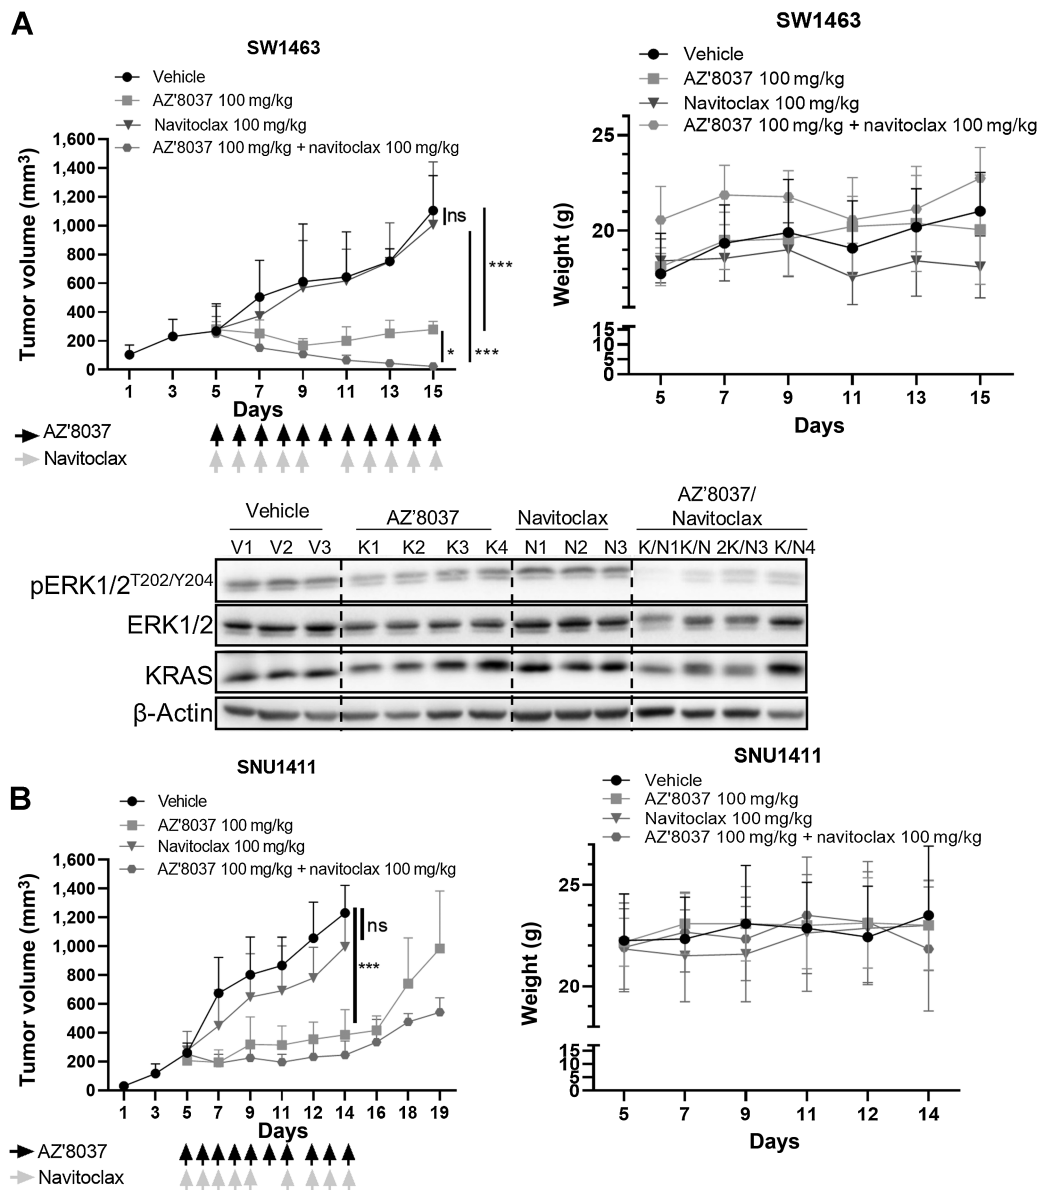 A
SW1463
Vehicle
AZ'8037 100 mg/kg
Navitoclax 100 mg/kg
AZ'8037 100 mg/kg + navitoclax 100 mg/kg
Tumor volume (mm³)
1,600
1,400
1,200
1,000
800
600
400
200
0
ns
***
*
***
1 3 5 7 9 11 13 15
Days
AZ'8037
Navitoclax
SW1463
Vehicle
AZ'8037 100 mg/kg
Navitoclax 100 mg/kg
AZ'8037 100 mg/kg + navitoclax 100 mg/kg
Weight (g)
25
20
15
10
5
0
5 7 9 11 13 15
Days
Vehicle AZ'8037 Navitoclax AZ'8037/
Navitoclax
V1 V2 V3 K1 K2 K3 K4 N1 N2 N3 K/N1K/N 2K/N3 K/N4
pERK1/2T202/Y204
ERK1/2
KRAS
β-Actin
B
SNU1411
Vehicle
AZ'8037 100 mg/kg
Navitoclax 100 mg/kg
AZ'8037 100 mg/kg + navitoclax 100 mg/kg
Tumor volume (mm³)
1,600
1,400
1,200
1,000
800
600
400
200
0
ns
***
1 3 5 7 9 11 12 14 16 18 19
Days
AZ'8037
Navitoclax
SNU1411
Vehicle
AZ'8037 100 mg/kg
Navitoclax 100 mg/kg
AZ'8037 100 mg/kg + navitoclax 100 mg/kg
Weight (g)
25
20
15
10
5
0
5 7 9 11 12 14
Days